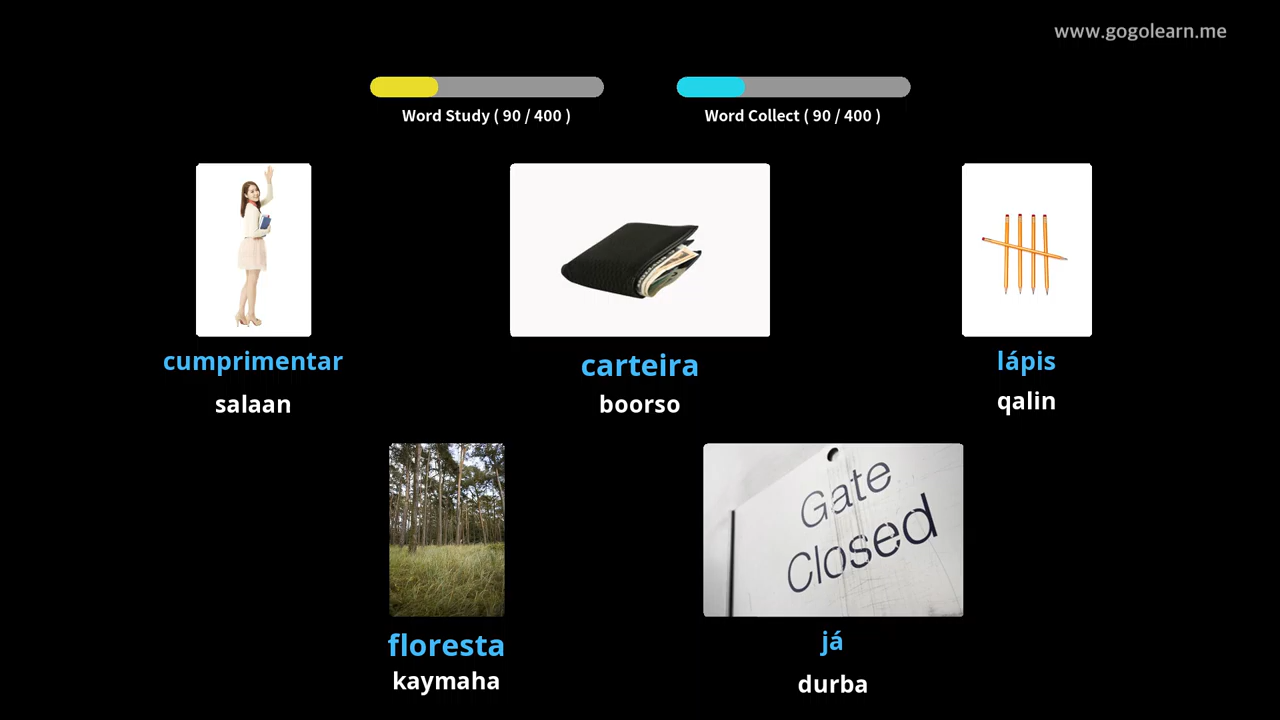 www.gogolearn.me
Word Study ( 90 / 400 )
Word Collect ( 90 / 400 )
cumprimentar
salaan
carteira
boorso
lápis
qalin
floresta
kaymaha
Gate
Closed
já
durba